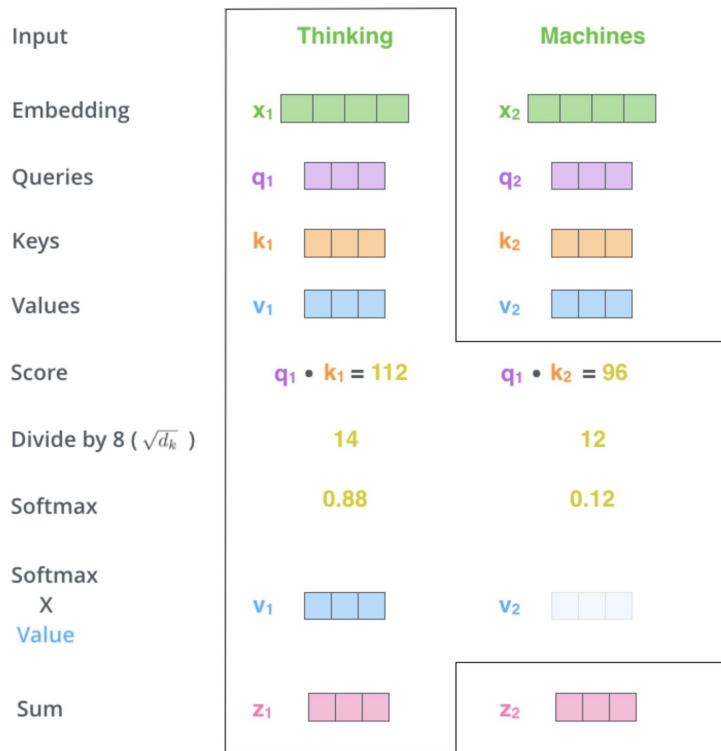 Input Thinking Machines
Embedding x₁ x₂
Queries q₁ q₂
Keys k₁ k₂
Values v₁ v₂
Score q₁ • k₁ = 112 q₁ • k₂ = 96
Divide by 8 ( √dₖ ) 14 12
Softmax 0.88 0.12
Softmax
X
Value v₁ v₂
Sum z₁ z₂